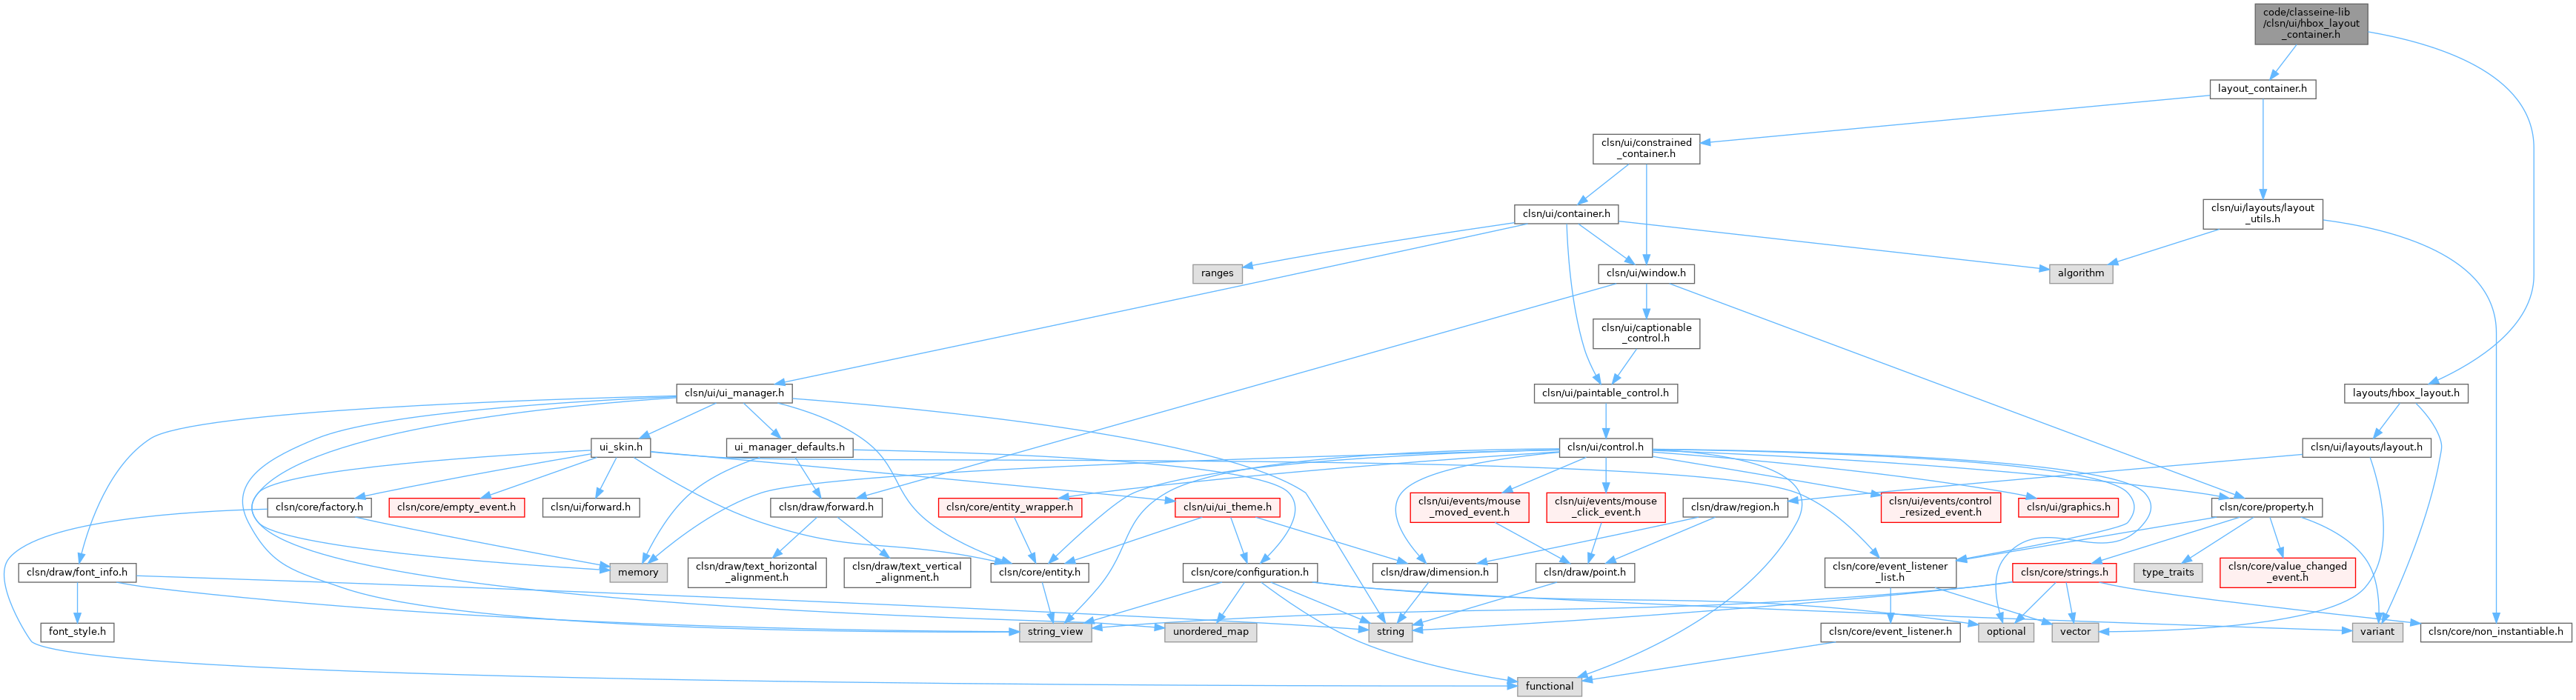 code/classeine-lib
/clsn/ui/hbox_layout
_container.h
layout_container.h
clsn/ui/constrained
_container.h
clsn/ui/container.h
clsn/ui/layouts/layout
_utils.h
ranges
clsn/ui/window.h
algorithm
clsn/ui/captionable
_control.h
clsn/ui/ui_manager.h
clsn/ui/paintable_control.h
layouts/hbox_layout.h
ui_skin.h
ui_manager_defaults.h
clsn/ui/control.h
clsn/ui/layouts/layout.h
clsn/core/factory.h
clsn/core/empty_event.h
clsn/ui/forward.h
clsn/draw/forward.h
clsn/core/entity_wrapper.h
clsn/ui/ui_theme.h
clsn/ui/events/mouse
_moved_event.h
clsn/ui/events/mouse
_click_event.h
clsn/draw/region.h
clsn/ui/events/control
_resized_event.h
clsn/ui/graphics.h
clsn/core/property.h
clsn/draw/font_info.h
memory
clsn/draw/text_horizontal
_alignment.h
clsn/draw/text_vertical
_alignment.h
clsn/core/entity.h
clsn/core/configuration.h
clsn/draw/dimension.h
clsn/draw/point.h
clsn/core/event_listener
_list.h
clsn/core/strings.h
type_traits
clsn/core/value_changed
_event.h
font_style.h
string_view
unordered_map
string
clsn/core/event_listener.h
optional
vector
variant
clsn/core/non_instantiable.h
functional